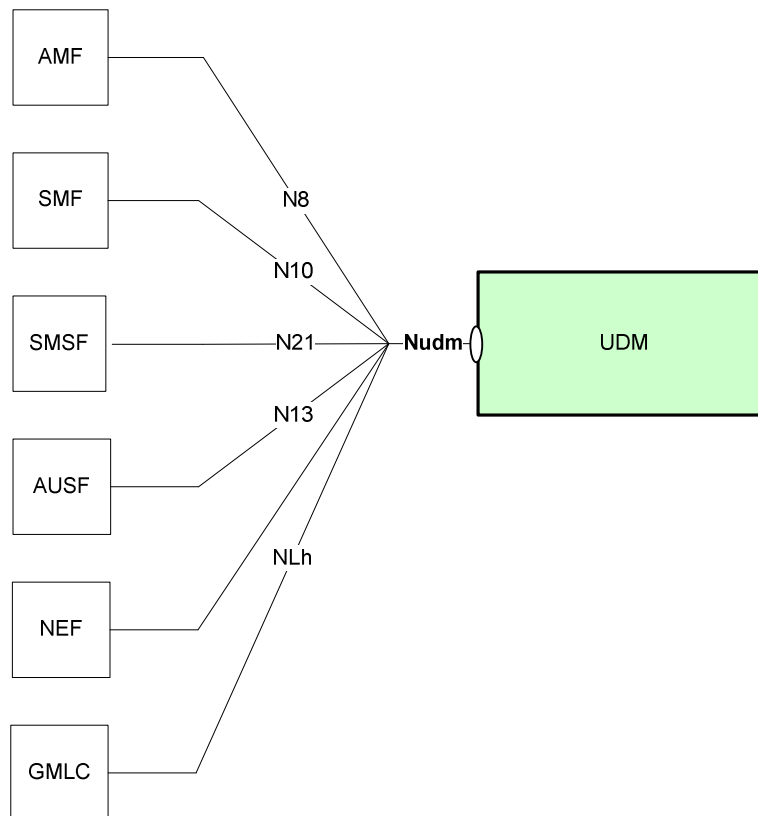 AMF
N8
SMF
N10
SMSF
N21
Nudm
UDM
N13
AUSF
NLh
NEF
GMLC